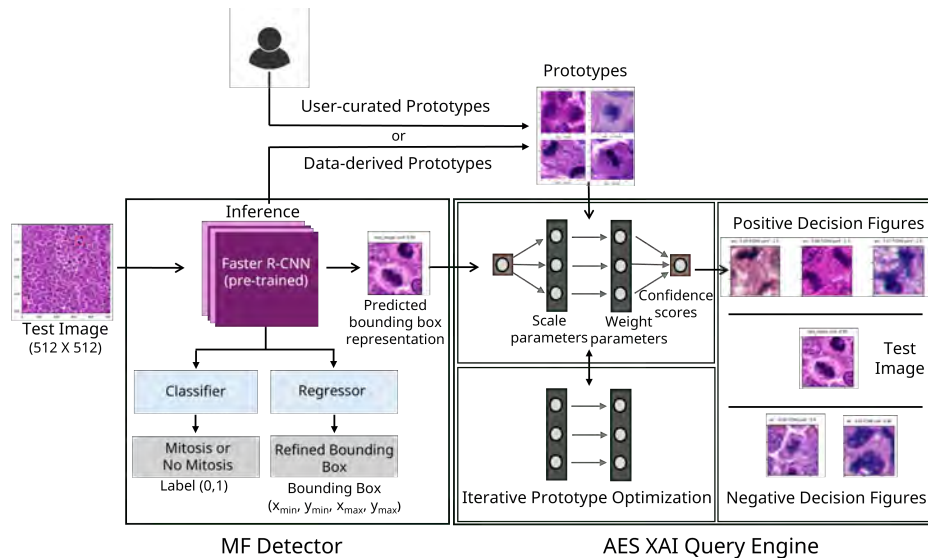 Prototypes
User-curated Prototypes
or
Data-derived Prototypes
Inference
Faster R-CNN
(pre-trained)
Test Image
(512 X 512)
Predicted
bounding box
representation
Classifier
Regressor
Mitosis or
No Mitosis
Label (0,1)
Refined Bounding
Box
Bounding Box
(xmin, ymin, xmax, ymax)
MF Detector
Scale
parameters
Weight
parameters
Confidence
scores
Iterative Prototype Optimization
Positive Decision Figures
Test
Image
Negative Decision Figures
AES XAI Query Engine